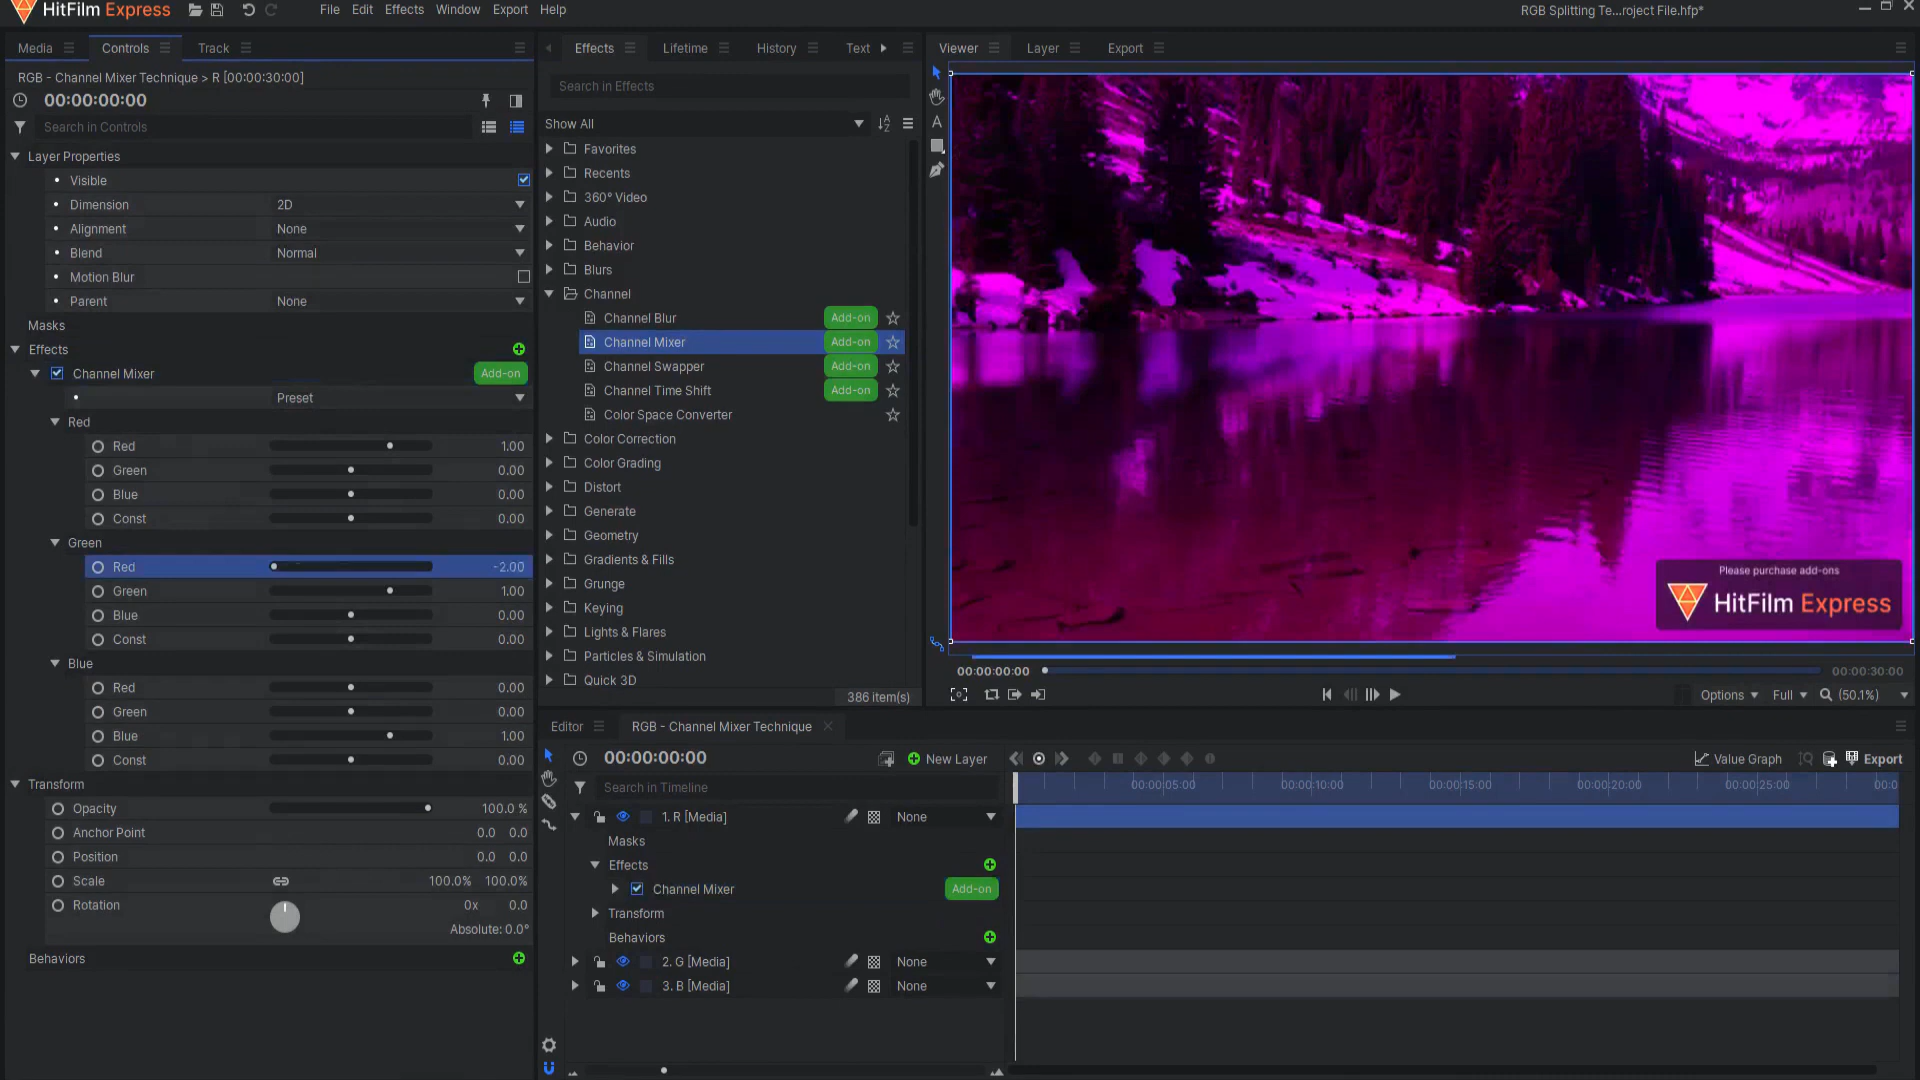 HitFilm Express
File Edit Effects Window Export Help
RGB Splitting Te...roject File.hfp*
Media Controls Track
RGB - Channel Mixer Technique > R [00:00:30:00]
00:00:00:00
Search in Controls
Layer Properties
Visible
Dimension 2D
Alignment None
Blend Normal
Motion Blur
Parent None
Masks
Effects
Channel Mixer Add-on
Preset
Red
Red 1.00
Green 0.00
Blue 0.00
Const 0.00
Green
Red -2.00
Green 1.00
Blue 0.00
Const 0.00
Blue
Red 0.00
Green 0.00
Blue 1.00
Const 0.00
Transform
Opacity 100.0 %
Anchor Point 0.0 0.0
Position 0.0 0.0
Scale 100.0% 100.0%
Rotation 0x 0.0
Absolute: 0.0°
Behaviors
Effects Lifetime History Text
Search in Effects
Show All
Favorites
Recents
360° Video
Audio
Behavior
Blurs
Channel
Channel Blur Add-on
Channel Mixer Add-on
Channel Swapper Add-on
Channel Time Shift Add-on
Color Space Converter
Color Correction
Color Grading
Distort
Generate
Geometry
Gradients & Fills
Grunge
Keying
Lights & Flares
Particles & Simulation
Quick 3D
386 item(s)
Viewer Layer Export
A
Please purchase add-ons
HitFilm Express
00:00:00:00 00:00:30:00
Options Full (50.1%)
Editor RGB - Channel Mixer Technique
00:00:00:00 New Layer Value Graph Export
Search in Timeline 00:00:05:00 00:00:10:00 00:00:15:00 00:00:20:00 00:00:25:00 00:0
1. R [Media] None
Masks
Effects
Channel Mixer Add-on
Transform
Behaviors
2. G [Media] None
3. B [Media] None